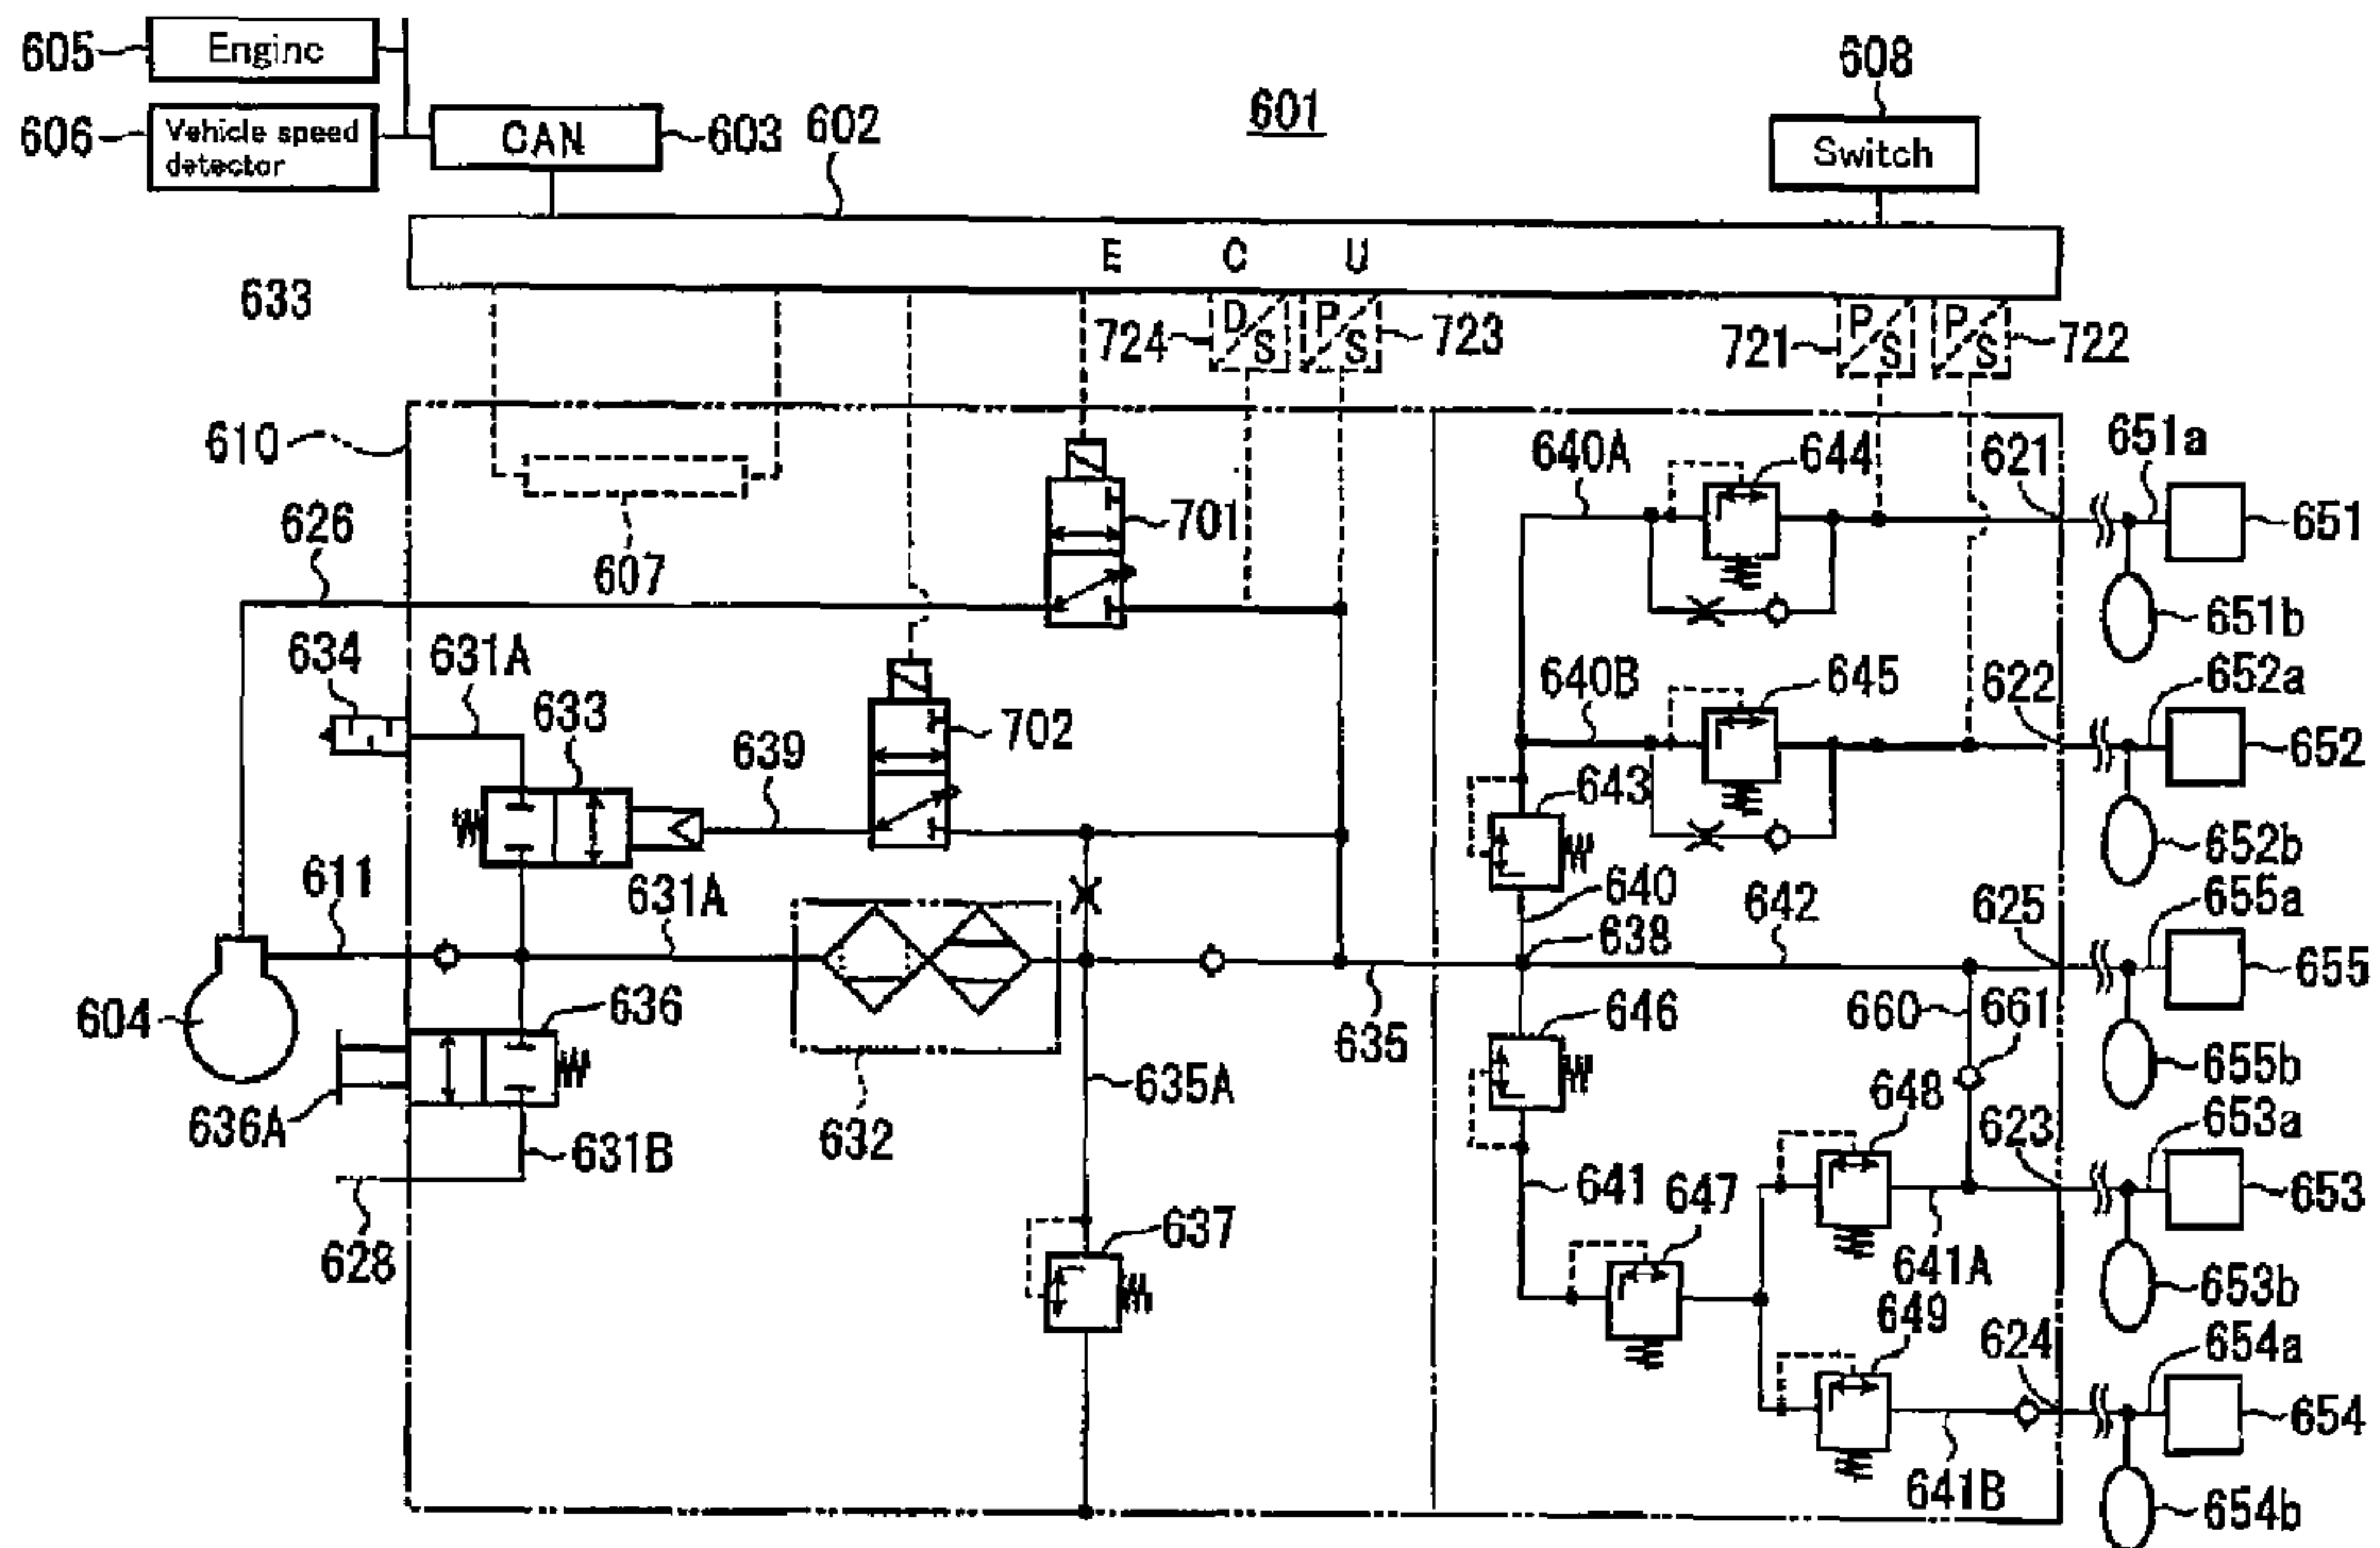 605
Engine
608
601
606
Vehicle speed
detector
CAN
603
602
Switch
E C U
633
724
D
S
P
S
723
721
P
S
P
S
722
610
640A
644
621
651a
626
701
651
607
651b
634
631A
640B
645
622
652a
633
702
639
652
643
652b
611
631A
640
642
625
655a
638
655
604
636
646
660
661
635
655b
636A
635A
648
653a
632
631B
623
641
647
653
628
637
641A
653b
649
624
654a
654
641B
654b